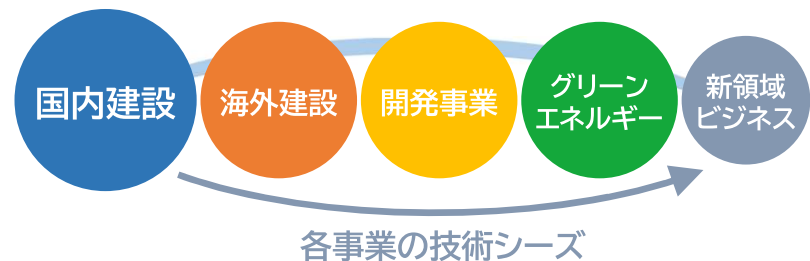 国内建設
海外建設
開発事業
グリーン
エネルギー
新領域
ビジネス
各事業の技術シーズ